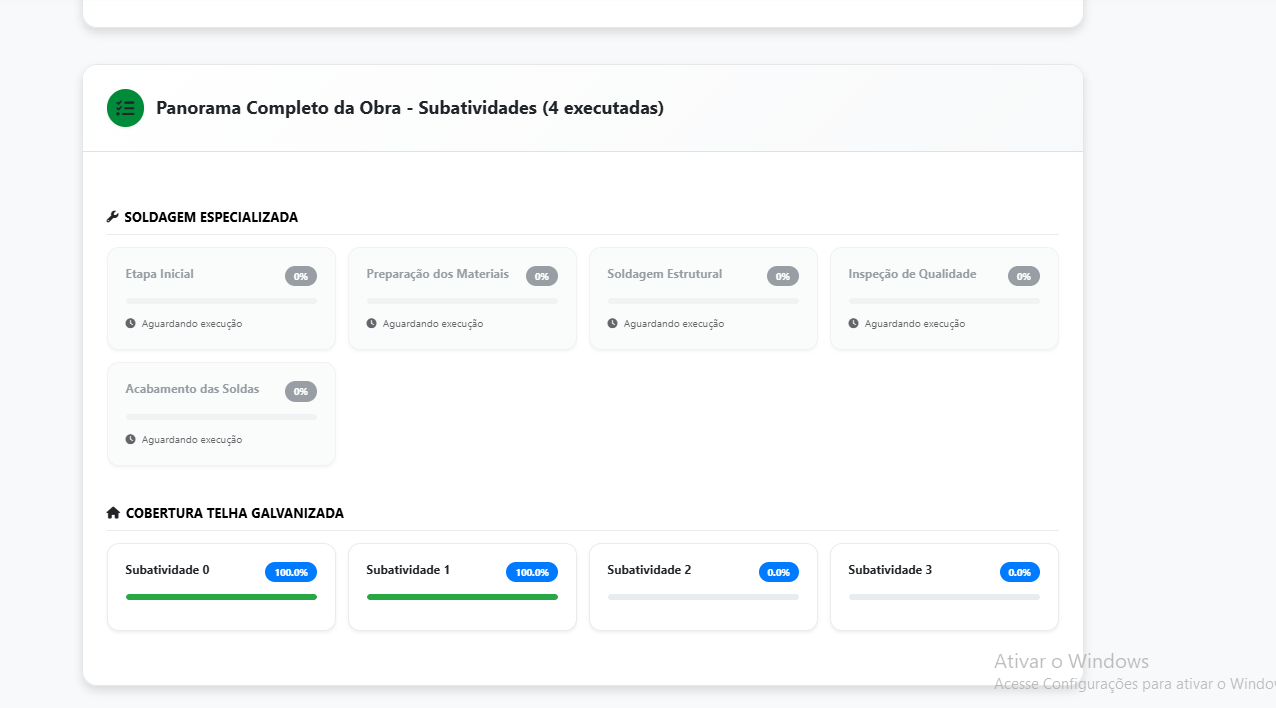 Panorama Completo da Obra - Subatividades (4 executadas)
SOLDAGEM ESPECIALIZADA
Etapa Inicial 0%
Aguardando execução
Preparação dos Materiais 0%
Aguardando execução
Soldagem Estrutural 0%
Aguardando execução
Inspeção de Qualidade 0%
Aguardando execução
Acabamento das Soldas 0%
Aguardando execução
COBERTURA TELHA GALVANIZADA
Subatividade 0 100.0%
Subatividade 1 100.0%
Subatividade 2 0.0%
Subatividade 3 0.0%
Ativar o Windows
Acesse Configurações para ativar o Windo